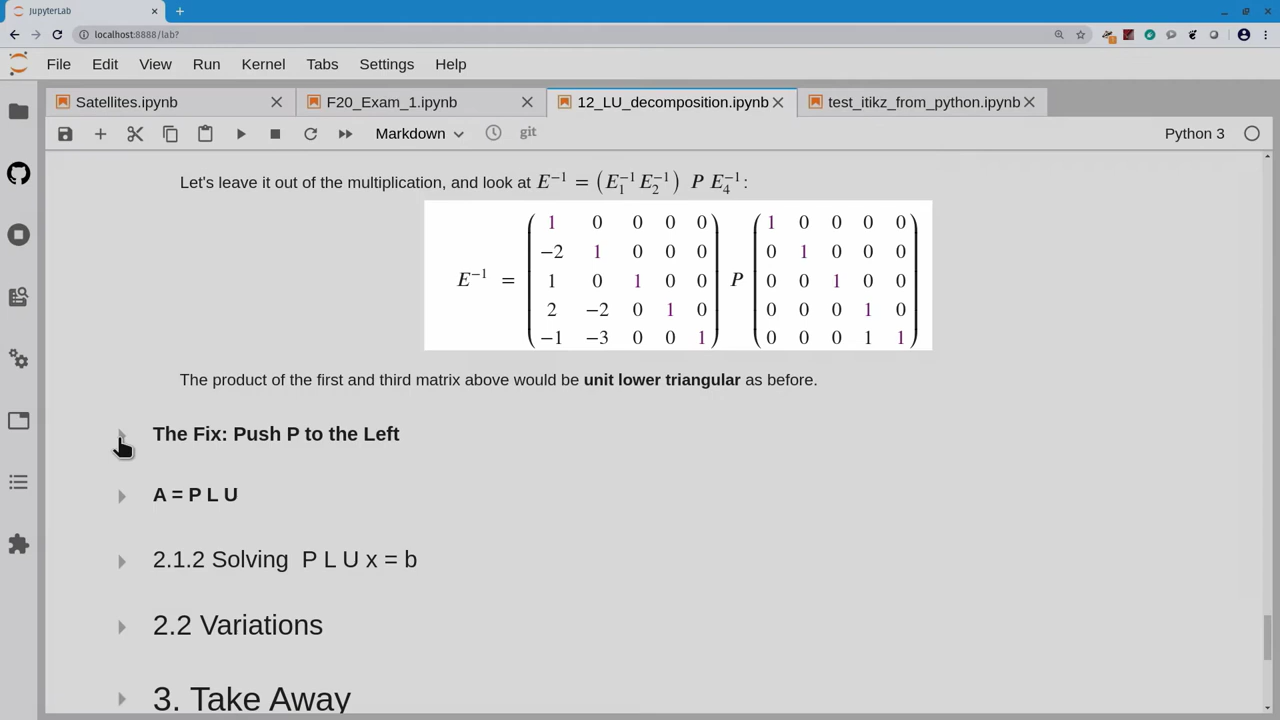 JupyterLab
localhost:8888/lab?
File Edit View Run Kernel Tabs Settings Help
Satellites.ipynb F20_Exam_1.ipynb 12_LU_decomposition.ipynb test_itikz_from_python.ipynb
Markdown git Python 3
Let's leave it out of the multiplication, and look at E⁻¹ = (E₁⁻¹ E₂⁻¹) P E₄⁻¹:
1 0 0 0 0 1 0 0 0 0
−2 1 0 0 0 0 1 0 0 0
E⁻¹ = 1 0 1 0 0 P 0 0 1 0 0
2 −2 0 1 0 0 0 0 1 0
−1 −3 0 0 1 0 0 0 1 1
The product of the first and third matrix above would be unit lower triangular as before.
The Fix: Push P to the Left
A = P L U
2.1.2 Solving P L U x = b
2.2 Variations
3. Take Away